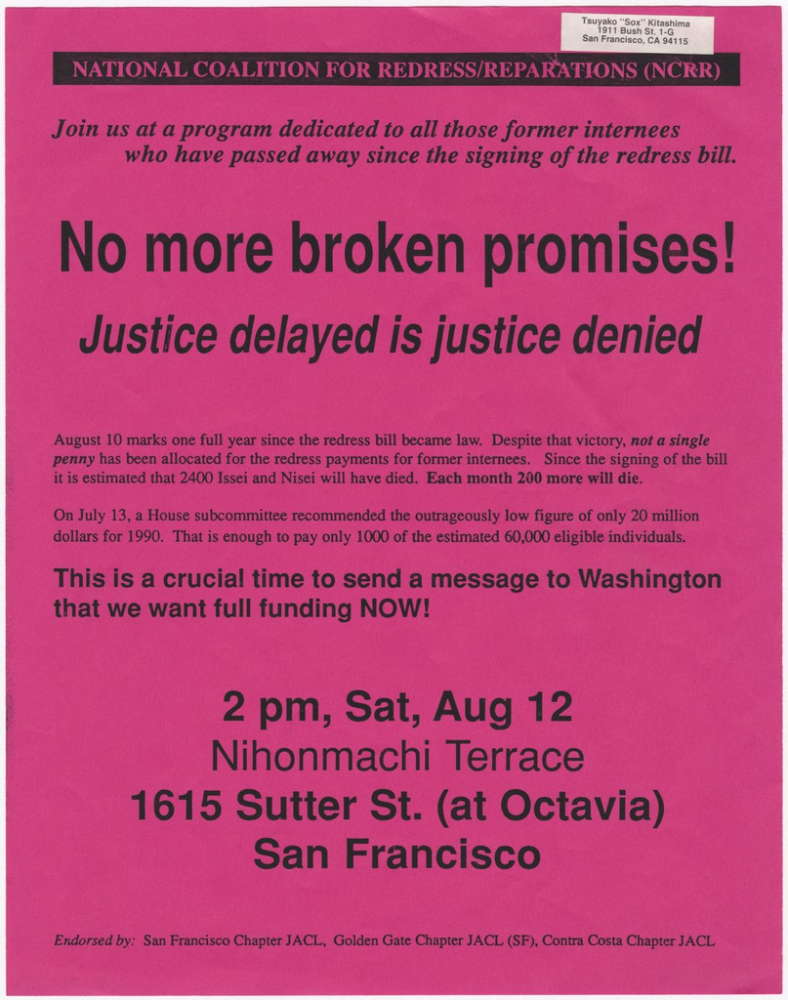 Tsuyako "Sox" Kitashima
1911 Bush St. 1-G
San Francisco, CA 94115
NATIONAL COALITION FOR REDRESS/REPARATIONS (NCRR)
Join us at a program dedicated to all those former internees
who have passed away since the signing of the redress bill.
No more broken promises!
Justice delayed is justice denied
August 10 marks one full year since the redress bill became law. Despite that victory, not a single
penny has been allocated for the redress payments for former internees. Since the signing of the bill
it is estimated that 2400 Issei and Nisei will have died. Each month 200 more will die.
On July 13, a House subcommittee recommended the outrageously low figure of only 20 million
dollars for 1990. That is enough to pay only 1000 of the estimated 60,000 eligible individuals.
This is a crucial time to send a message to Washington
that we want full funding NOW!
2 pm, Sat, Aug 12
Nihonmachi Terrace
1615 Sutter St. (at Octavia)
San Francisco
Endorsed by: San Francisco Chapter JACL, Golden Gate Chapter JACL (SF), Contra Costa Chapter JACL